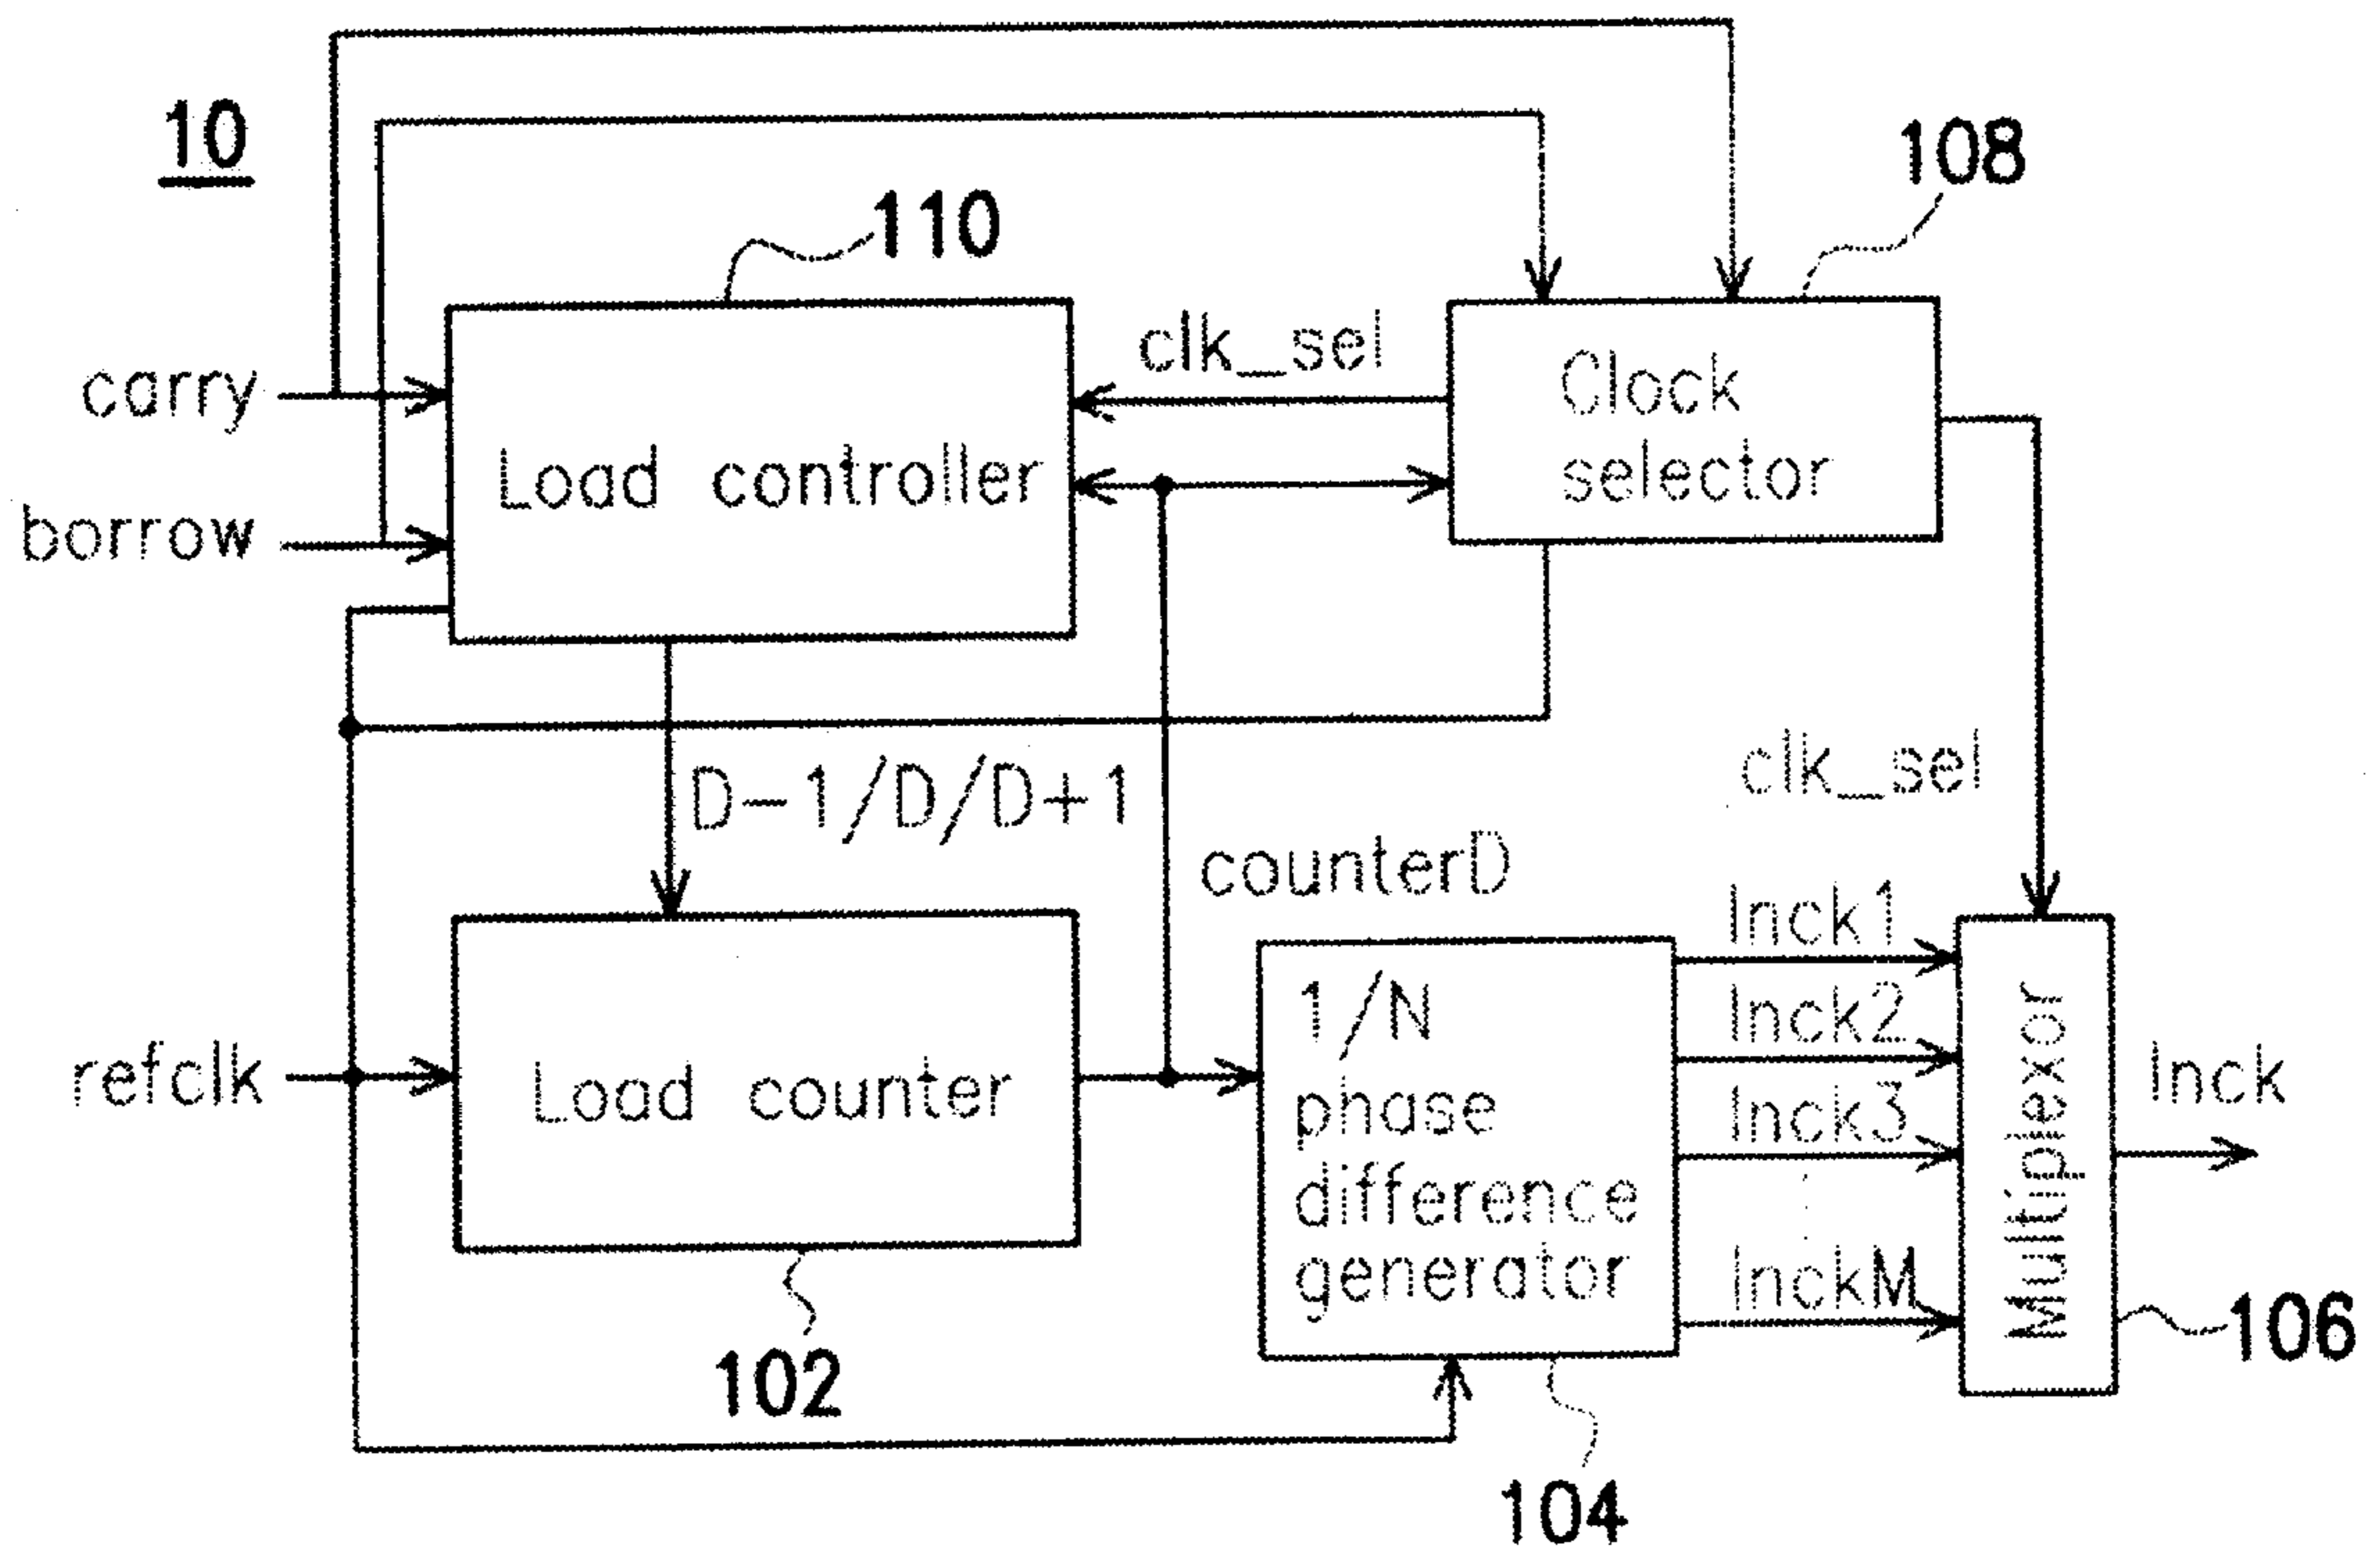 10
108
110
clk_sel
Clock
selector
carry
Load controller
borrow
D-1/D/D+1
clk_sel
counterD
lnck1
1/N
phase
difference
generator
lnck2
lnck3
lnckM
Multiplexor
lnck
refclk
Load counter
106
102
104